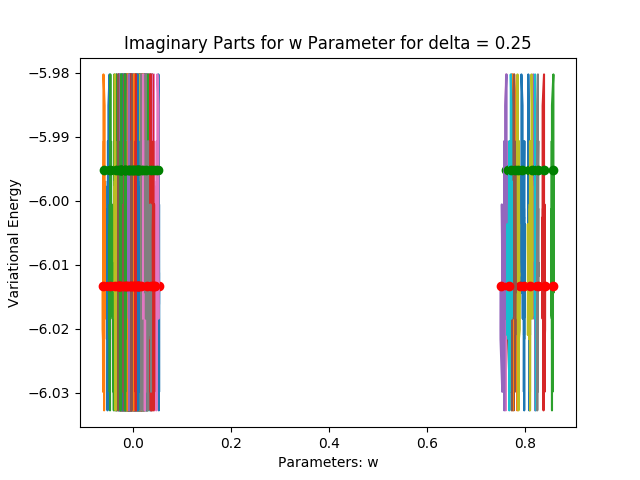 Imaginary Parts for w Parameter for delta = 0.25
−5.98
−5.99
−6.00
−6.01
−6.02
−6.03
Variational Energy
0.0 0.2 0.4 0.6 0.8
Parameters: w